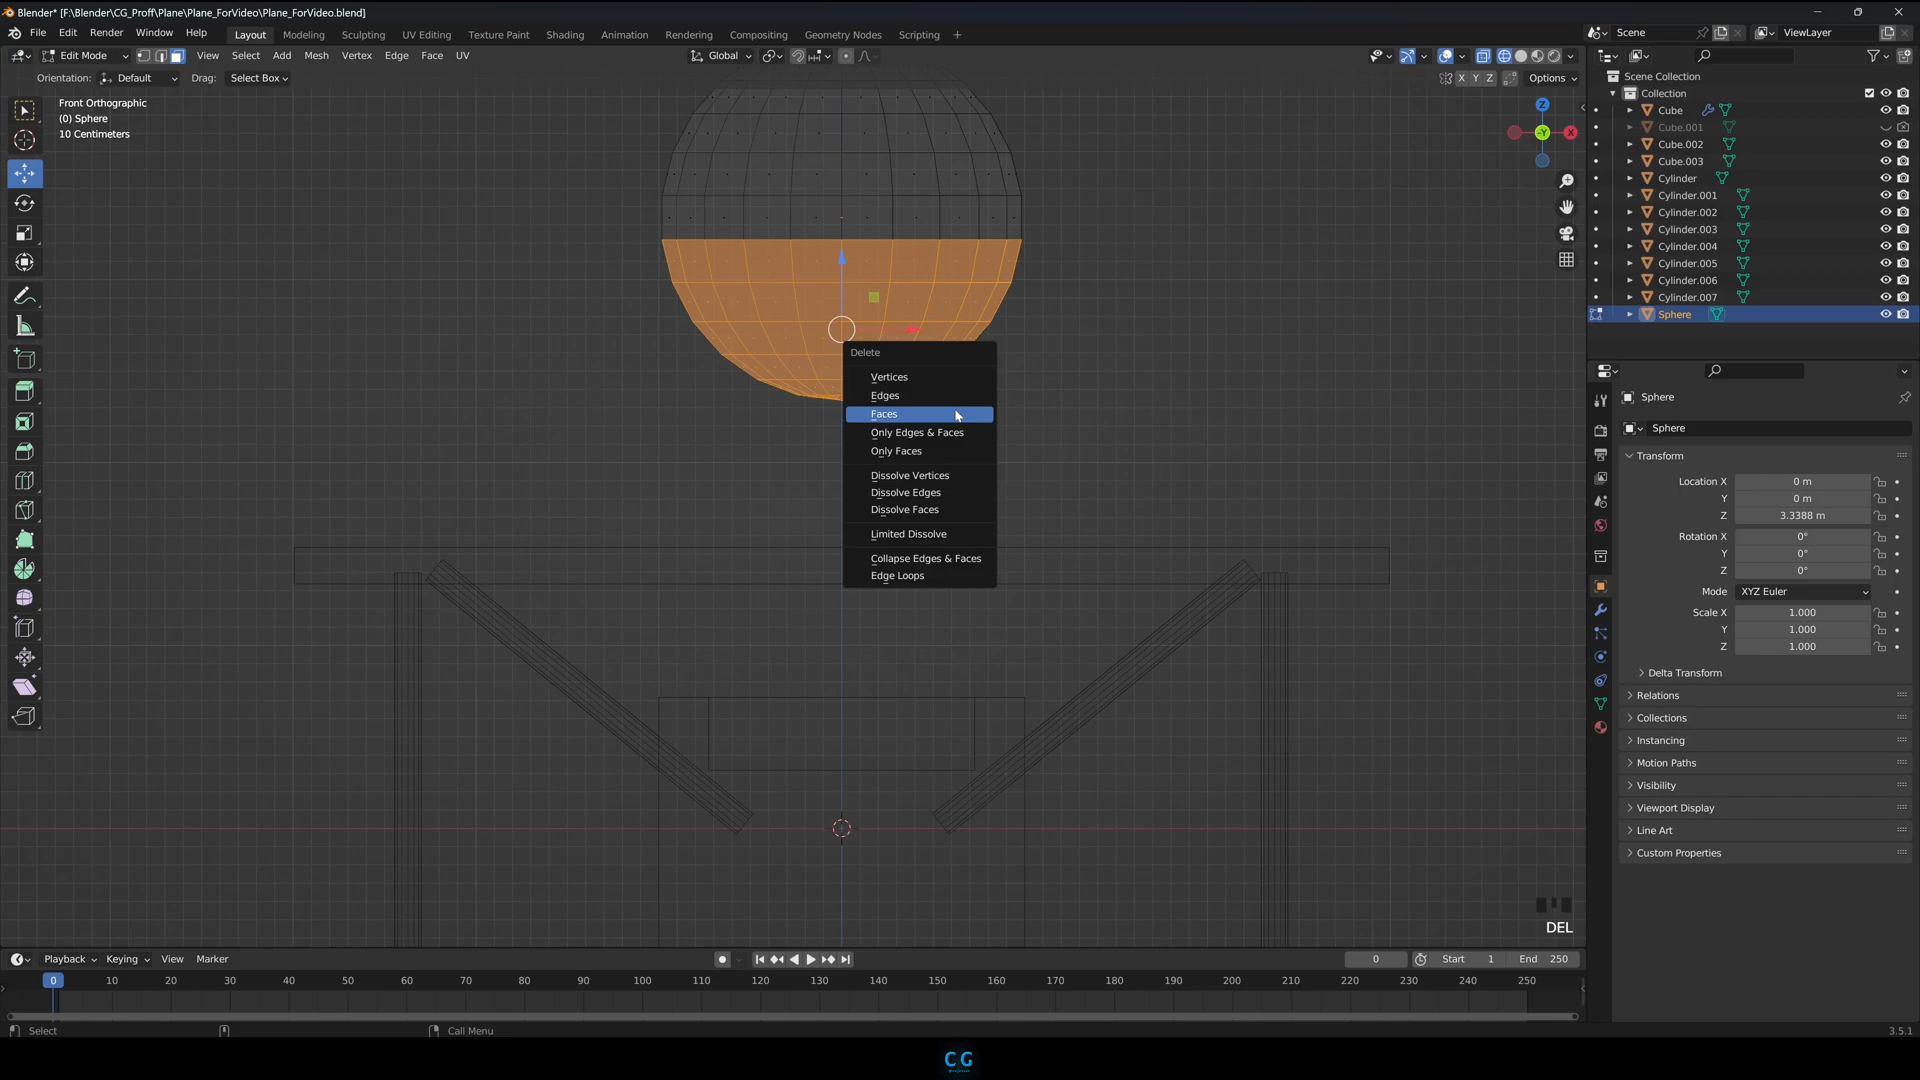 Blender* [F:\Blender\CG_Proff\Plane\Plane_ForVideo\Plane_ForVideo.blend]
File Edit Render Window Help Layout Modeling Sculpting UV Editing Texture Paint Shading Animation Rendering Compositing Geometry Nodes Scripting + Scene ViewLayer
Edit Mode View Select Add Mesh Vertex Edge Face UV Global
Orientation: Default Drag: Select Box X Y Z Options
Front Orthographic
(0) Sphere
10 Centimeters
Z
-Y
X
Delete
Vertices
Edges
Faces
Only Edges & Faces
Only Faces
Dissolve Vertices
Dissolve Edges
Dissolve Faces
Limited Dissolve
Collapse Edges & Faces
Edge Loops
DEL
Scene Collection
Collection
Cube
Cube.001
Cube.002
Cube.003
Cylinder
Cylinder.001
Cylinder.002
Cylinder.003
Cylinder.004
Cylinder.005
Cylinder.006
Cylinder.007
Sphere
Sphere
Sphere
Transform
Location X 0 m
Y 0 m
Z 3.3388 m
Rotation X 0°
Y 0°
Z 0°
Mode XYZ Euler
Scale X 1.000
Y 1.000
Z 1.000
Delta Transform
Relations
Collections
Instancing
Motion Paths
Visibility
Viewport Display
Line Art
Custom Properties
Playback Keying View Marker 0 Start 1 End 250
0 10 20 30 40 50 60 70 80 90 100 110 120 130 140 150 160 170 180 190 200 210 220 230 240 250
Select Call Menu 3.5.1
CG